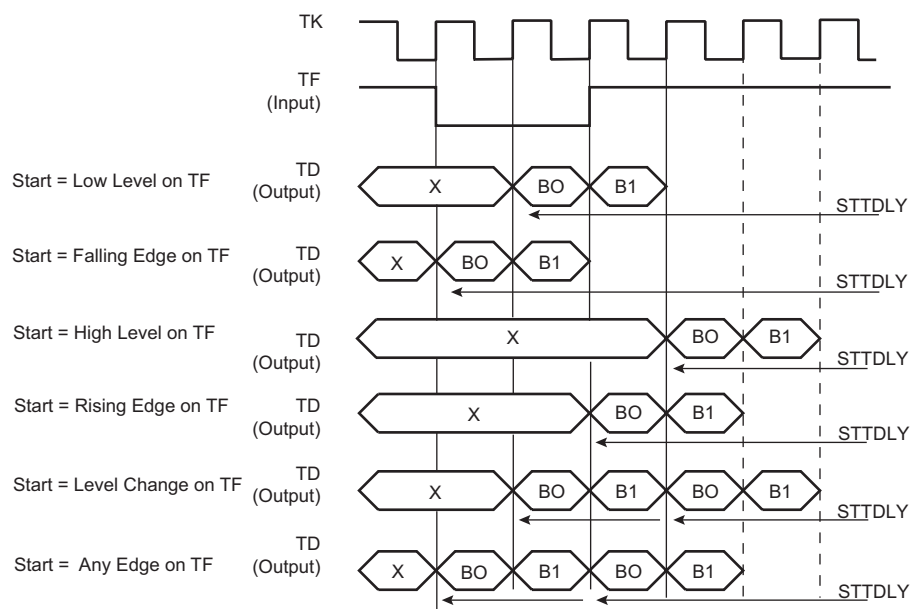 TK
TF
(Input)
Start = Low Level on TF
TD
(Output)
X
BO
B1
STTDLY
Start = Falling Edge on TF
TD
(Output)
X
BO
B1
STTDLY
Start = High Level on TF
TD
(Output)
X
BO
B1
STTDLY
Start = Rising Edge on TF
TD
(Output)
X
BO
B1
STTDLY
Start = Level Change on TF
TD
(Output)
X
BO
B1
BO
B1
STTDLY
Start = Any Edge on TF
TD
(Output)
X
BO
B1
BO
B1
STTDLY